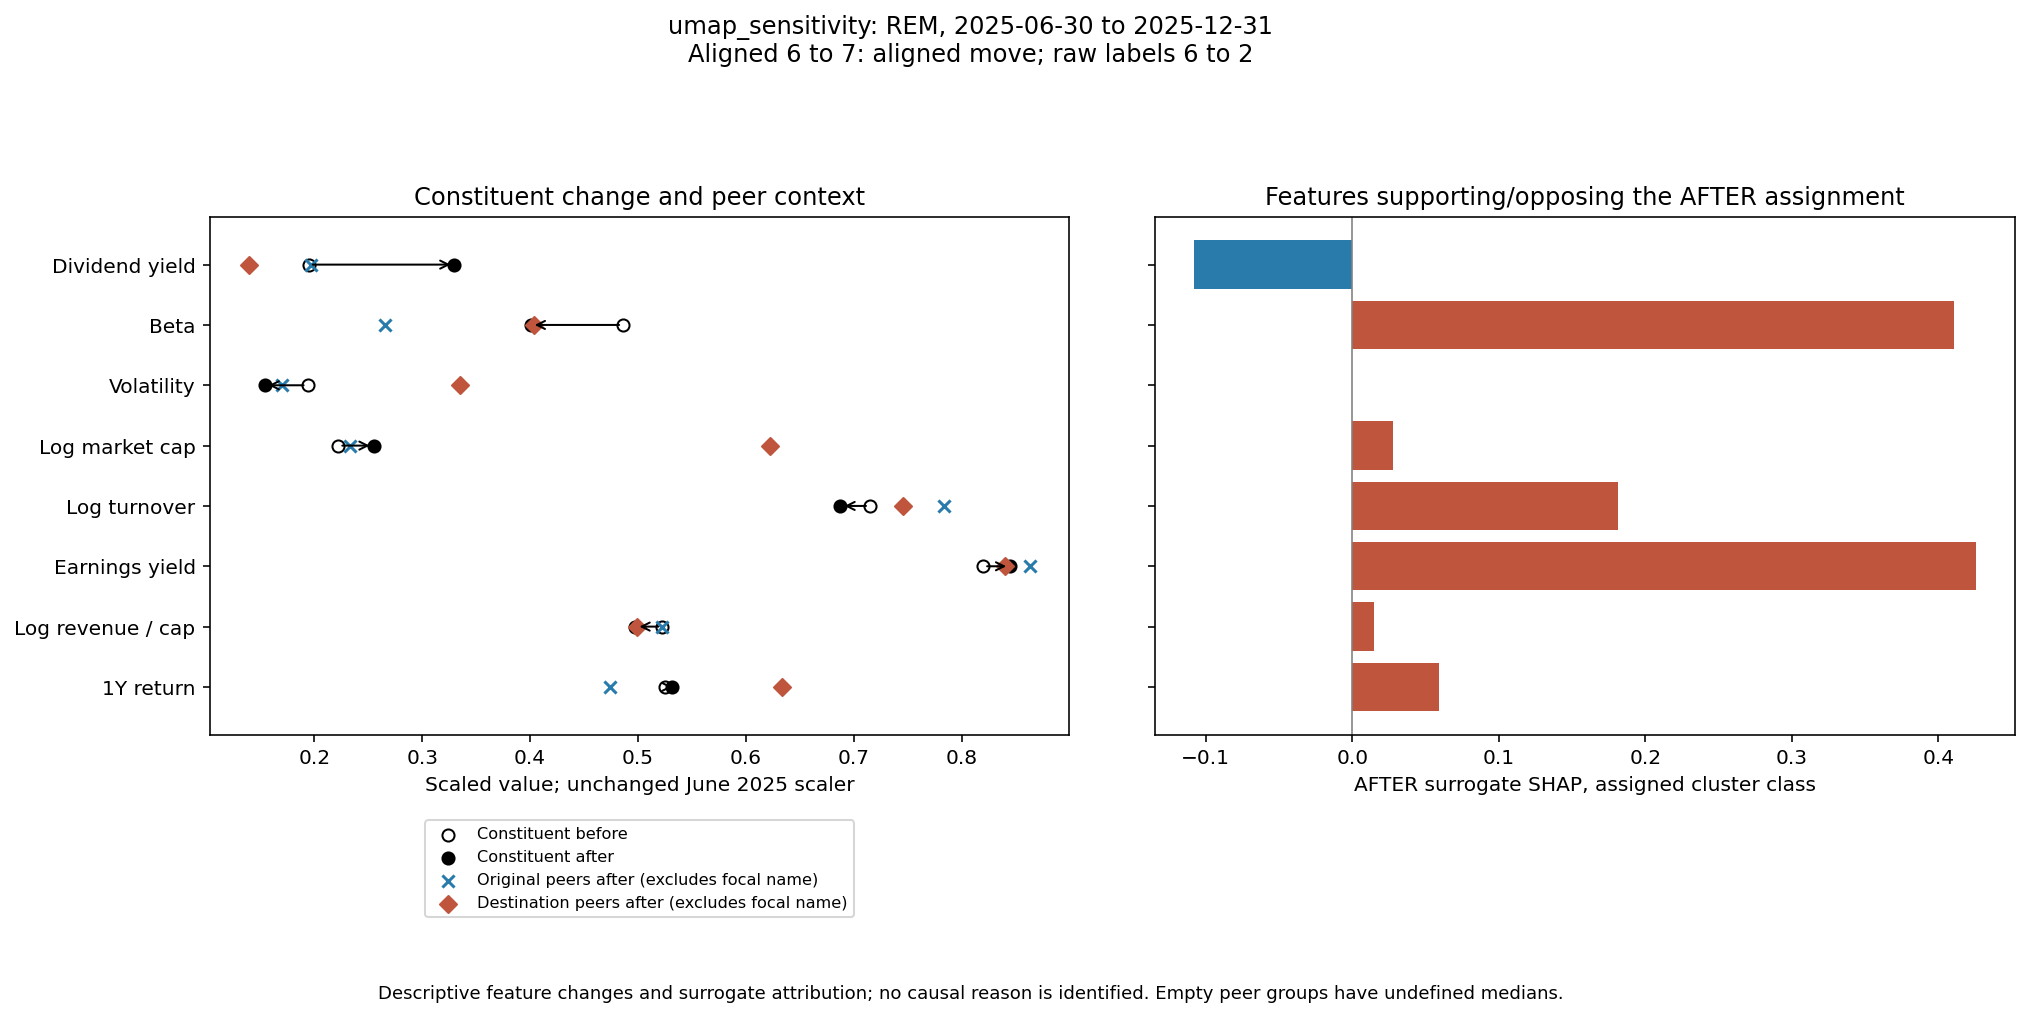 umap_sensitivity: REM, 2025-06-30 to 2025-12-31
Aligned 6 to 7: aligned move; raw labels 6 to 2
Constituent change and peer context
Dividend yield
Beta
Volatility
Log market cap
Log turnover
Earnings yield
Log revenue / cap
1Y return
0.2 0.3 0.4 0.5 0.6 0.7 0.8
Scaled value; unchanged June 2025 scaler
Constituent before
Constituent after
Original peers after (excludes focal name)
Destination peers after (excludes focal name)
Features supporting/opposing the AFTER assignment
−0.1 0.0 0.1 0.2 0.3 0.4
AFTER surrogate SHAP, assigned cluster class
Descriptive feature changes and surrogate attribution; no causal reason is identified. Empty peer groups have undefined medians.